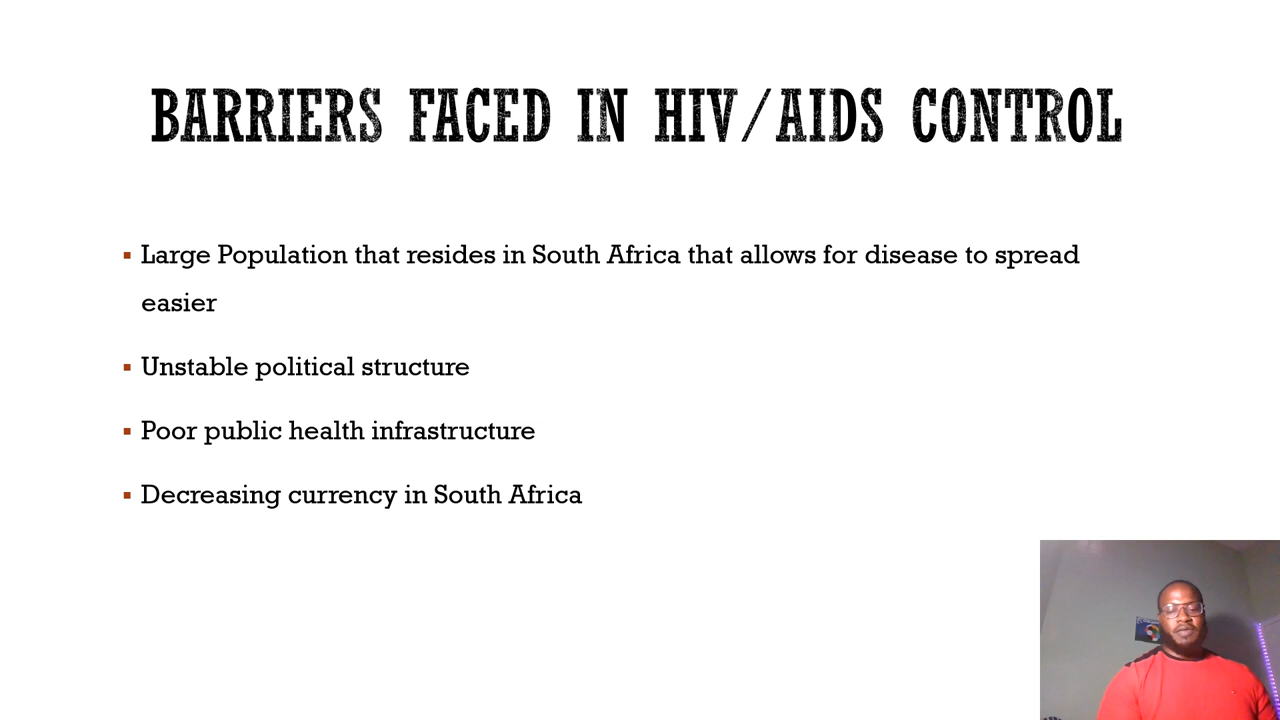 BARRIERS FACED IN HIV/AIDS CONTROL
Large Population that resides in South Africa that allows for disease to spread
easier
Unstable political structure
Poor public health infrastructure
Decreasing currency in South Africa